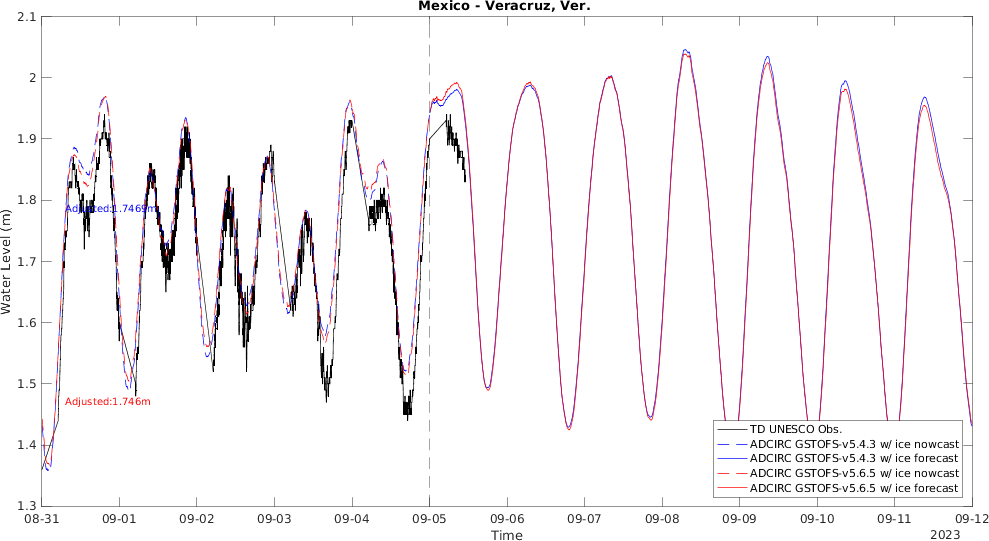 Mexico - Veracruz, Ver.
2.1
2
1.9
1.8
1.7
1.6
1.5
1.4
1.3
Water Level (m)
Adjusted:1.7469m
Adjusted:1.746m
TD UNESCO Obs.
ADCIRC GSTOFS-v5.4.3 w/ ice nowcast
ADCIRC GSTOFS-v5.4.3 w/ ice forecast
ADCIRC GSTOFS-v5.6.5 w/ ice nowcast
ADCIRC GSTOFS-v5.6.5 w/ ice forecast
08-31 09-01 09-02 09-03 09-04 09-05 09-06 09-07 09-08 09-09 09-10 09-11 09-12
Time
2023